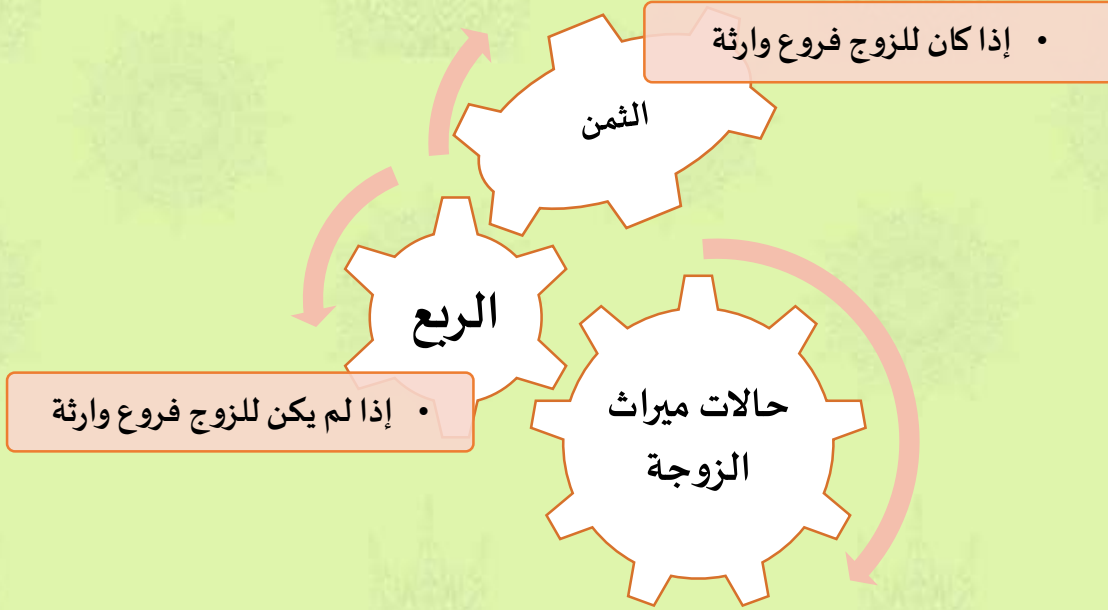 إذا كان للزوج فروع وارثة
الثمن
الربع
إذا لم يكن للزوج فروع وارثة
حالات ميراث
الزوجة